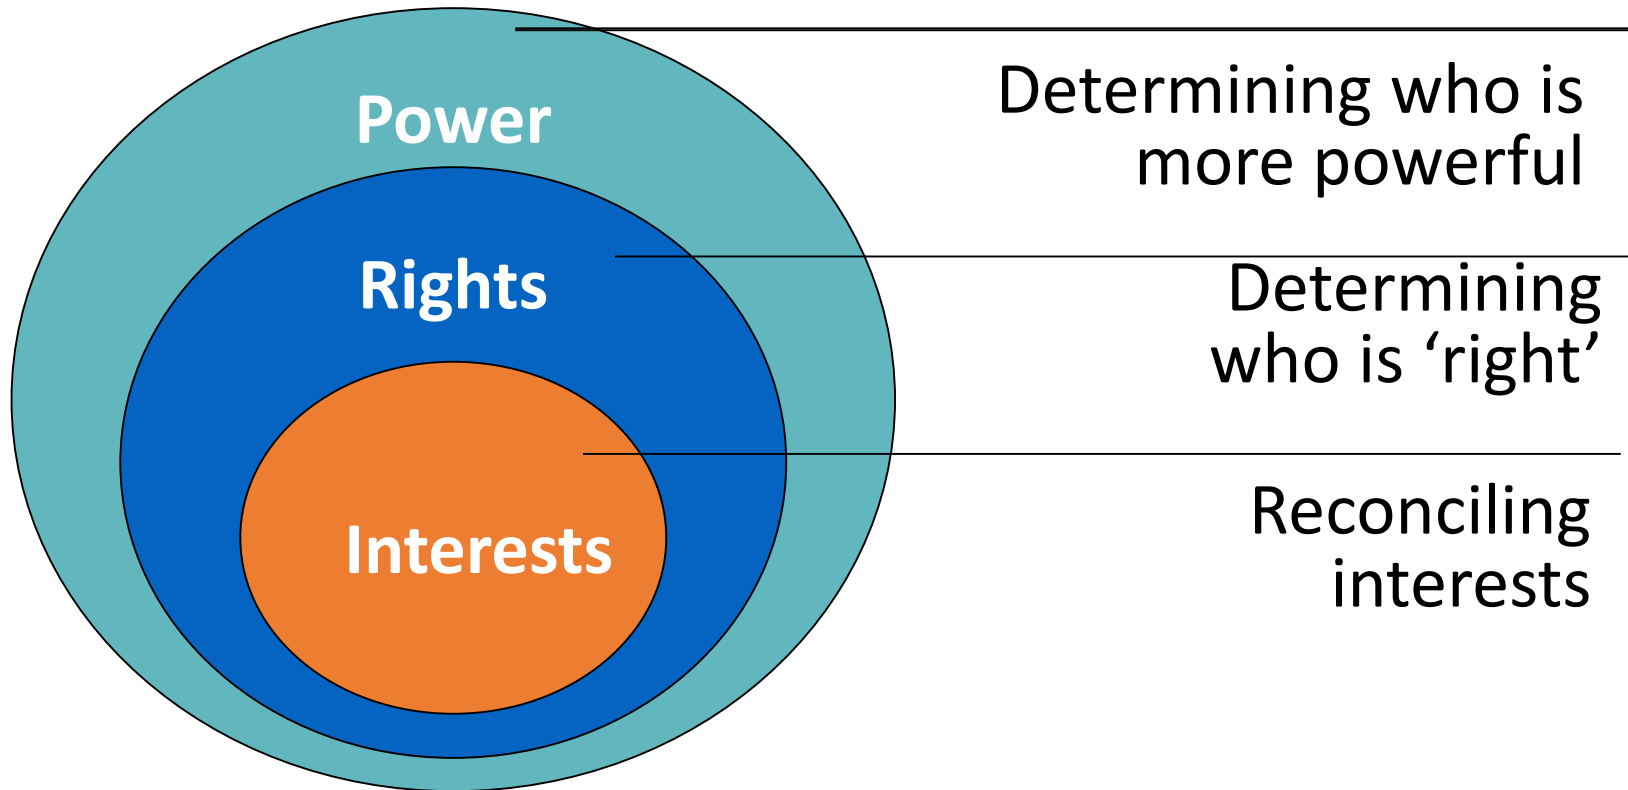 Power
Determining who is
more powerful
Rights
Determining
who is ‘right’
Interests
Reconciling
interests